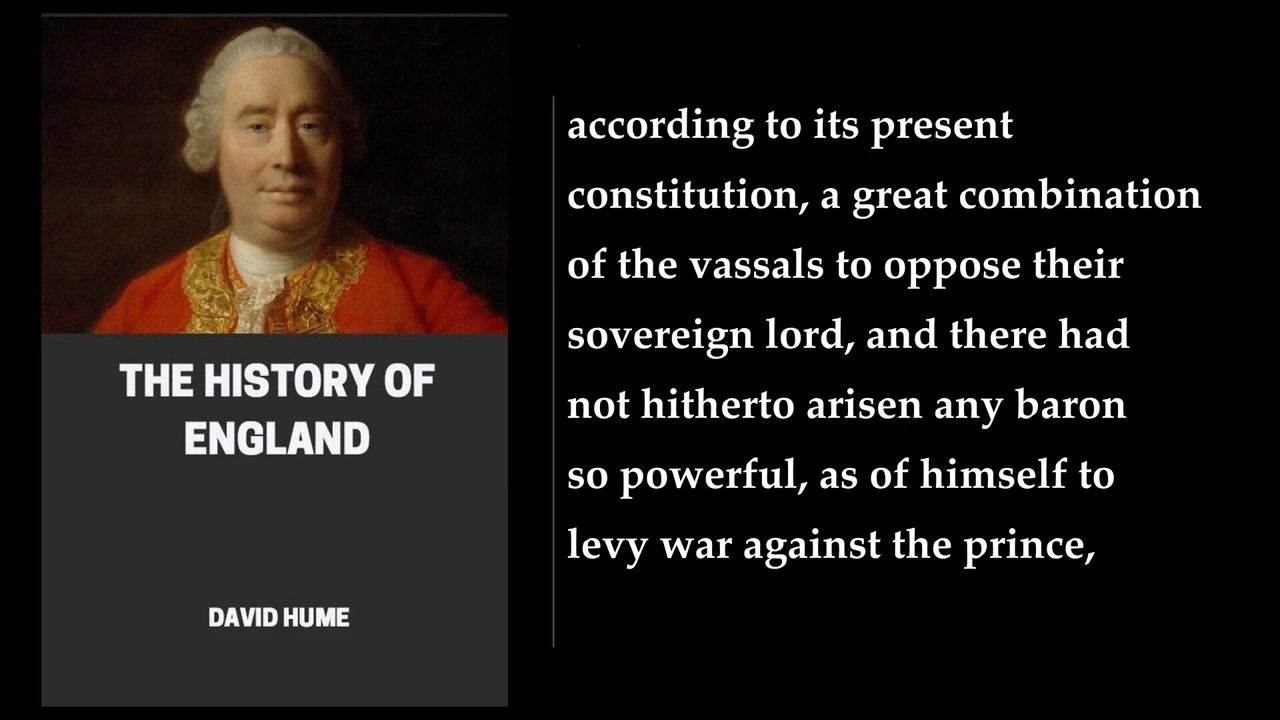 THE HISTORY OF
ENGLAND
DAVID HUME
according to its present
constitution, a great combination
of the vassals to oppose their
sovereign lord, and there had
not hitherto arisen any baron
so powerful, as of himself to
levy war against the prince,